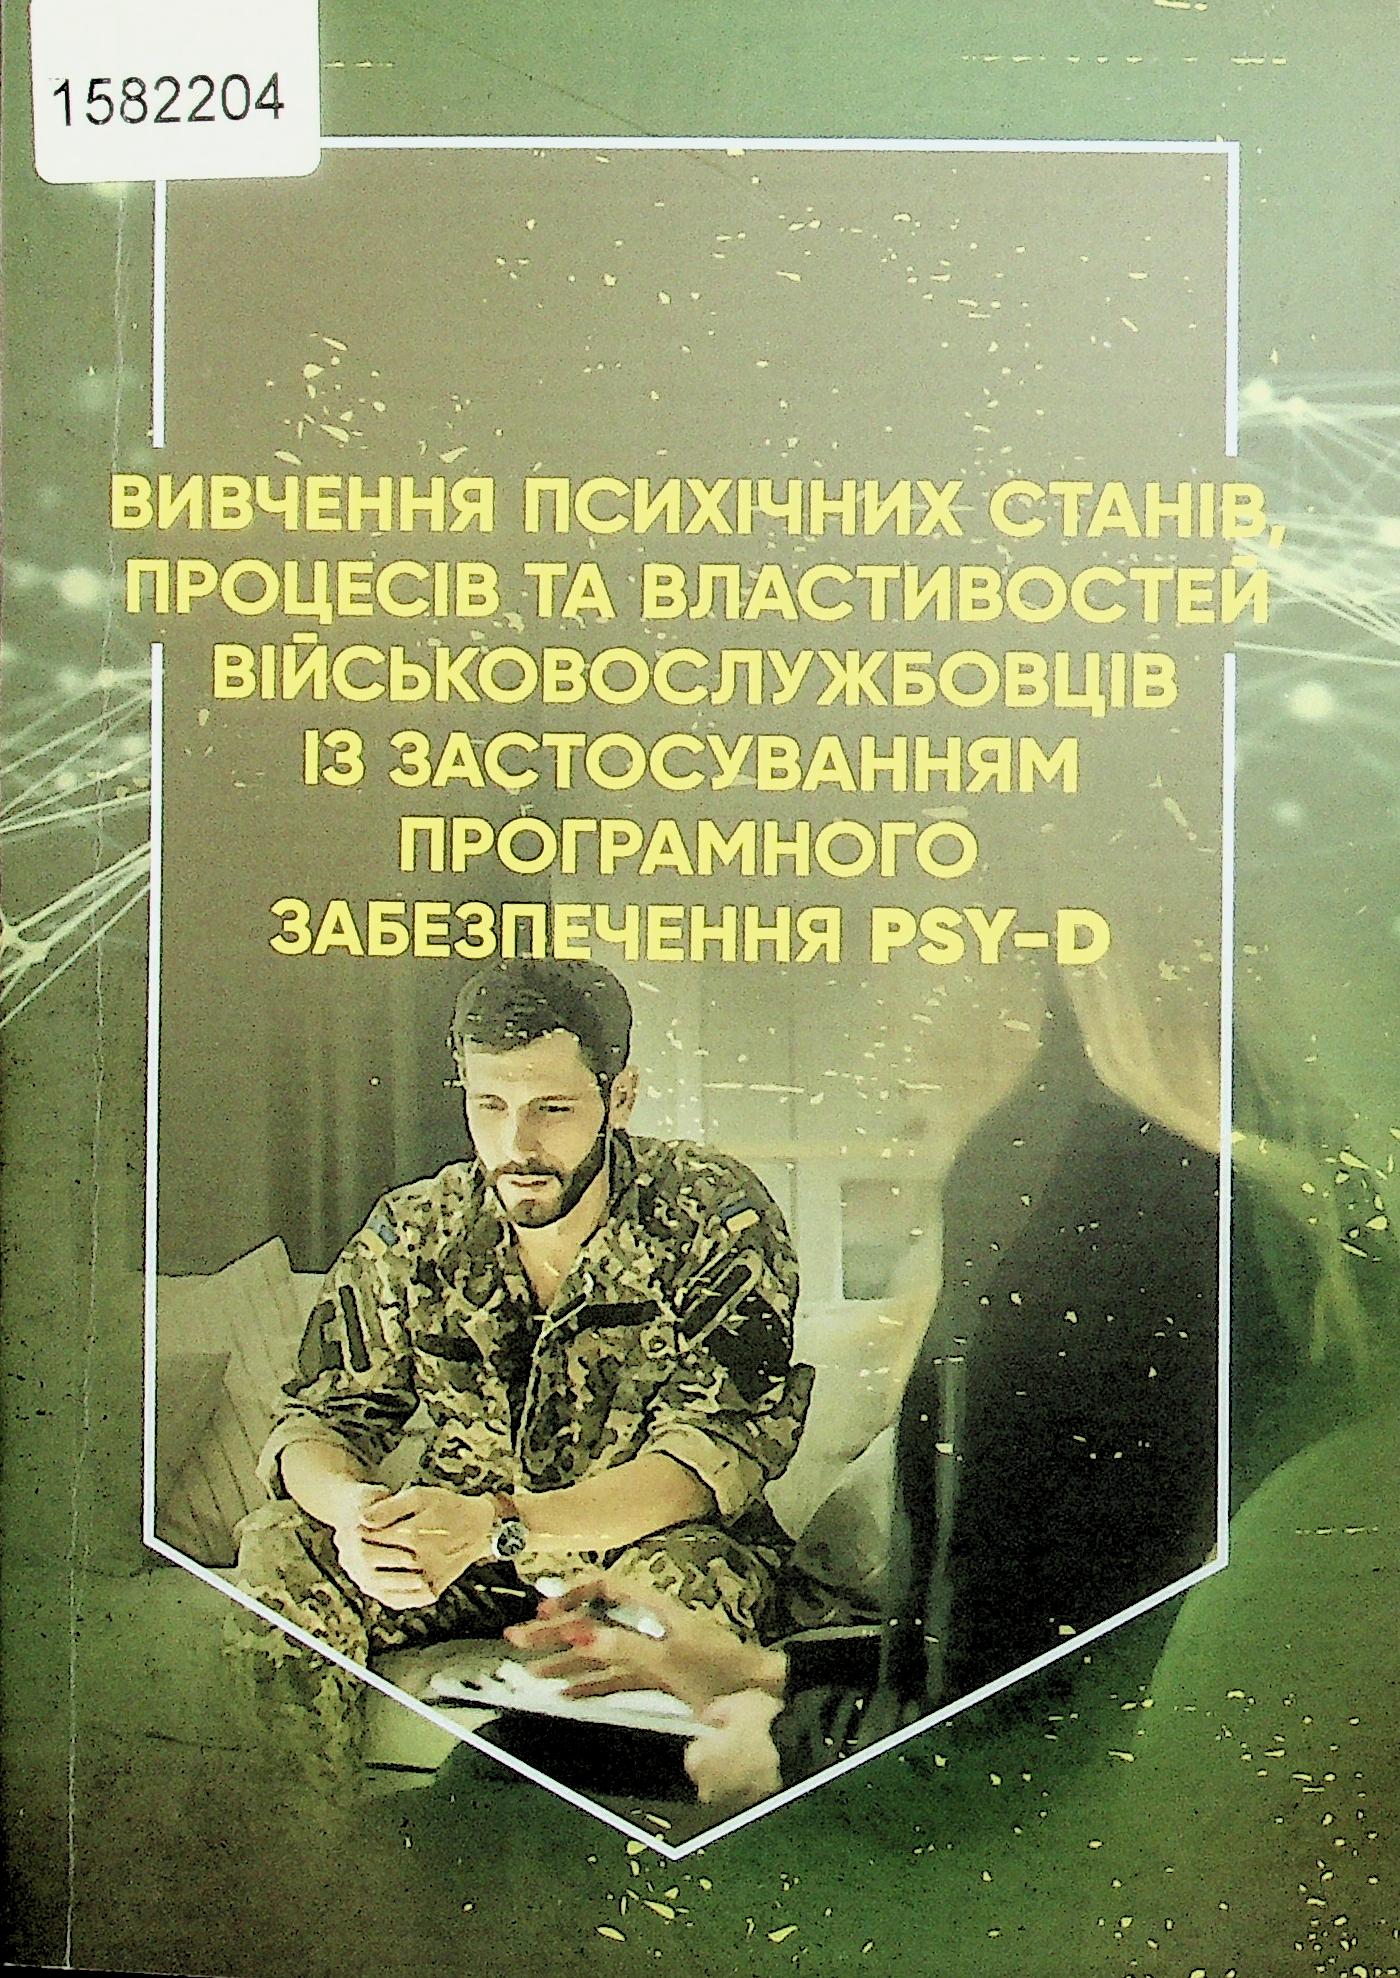 1582204
ВИВЧЕННЯ ПСИХІЧНИХ СТАНІВ,
ПРОЦЕСІВ ТА ВЛАСТИВОСТЕЙ
ВІЙСЬКОВОСЛУЖБОВЦІВ
ІЗ ЗАСТОСУВАННЯМ
ПРОГРАМНОГО
ЗАБЕЗПЕЧЕННЯ PSY-D